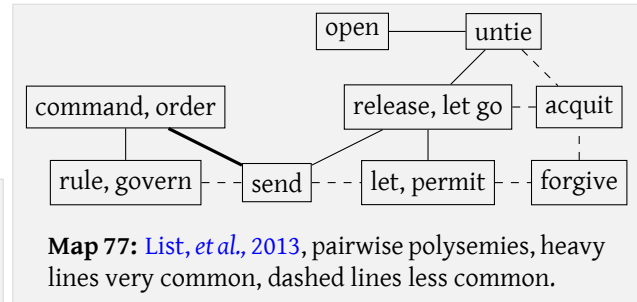 open untie
command, order release, let go acquit
rule, govern send let, permit forgive
Map 77: List, et al., 2013, pairwise polysemies, heavy
lines very common, dashed lines less common.